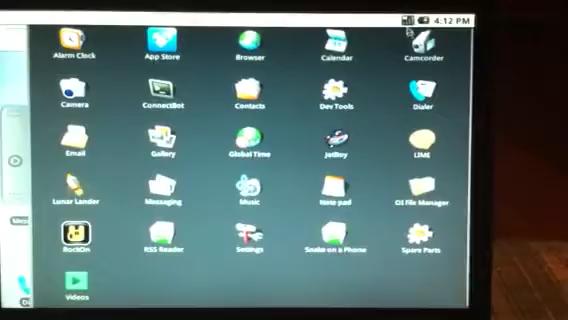 4:12 PM
Alarm Clock
App Store
Browser
Calendar
Camcorder
Camera
ConnectBot
Contacts
Dev Tools
Dialer
Email
Gallery
Global Time
JetBoy
LIME
Lunar Lander
Messaging
Music
Note pad
OI File Manager
RockOn
RSS Reader
Settings
Snake on a Phone
Spare Parts
Videos